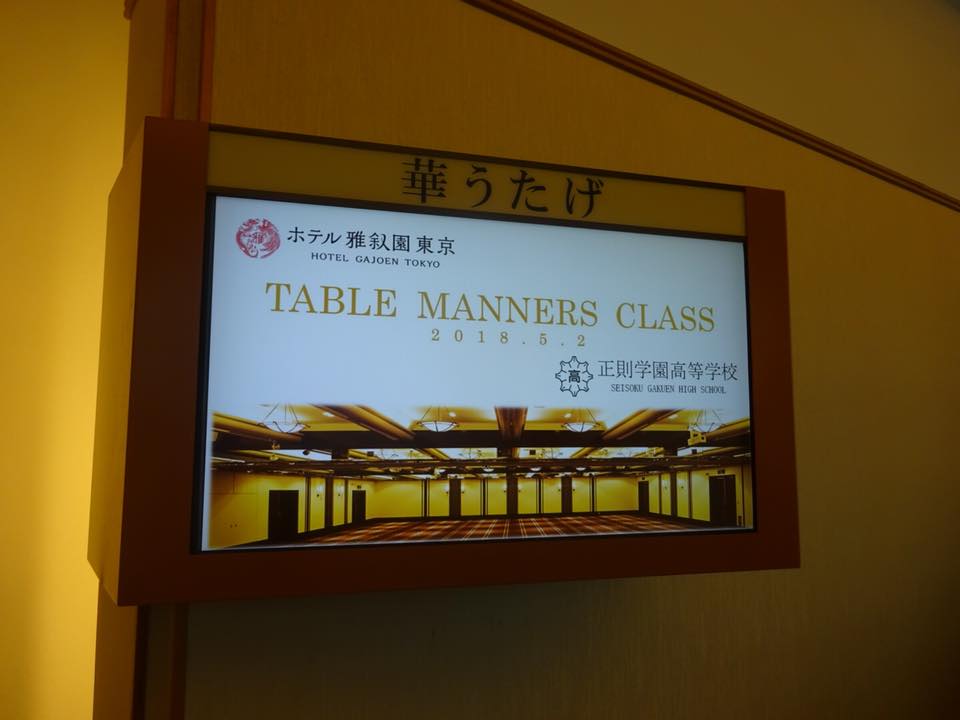 華うたげ
ホテル雅叙園東京
HOTEL GAJOEN TOKYO
TABLE MANNERS CLASS
2018.5.2
高
正則学園高等学校
SEISOKU GAKUEN HIGH SCHOOL